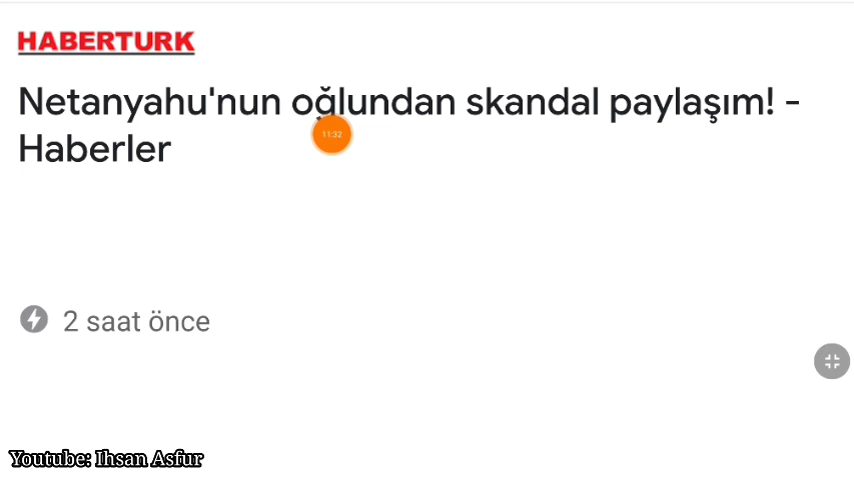 HABERTURK
Netanyahu'nun oğlundan skandal paylaşım! -
Haberler
11:32
2 saat önce
Youtube: Ihsan Asfur